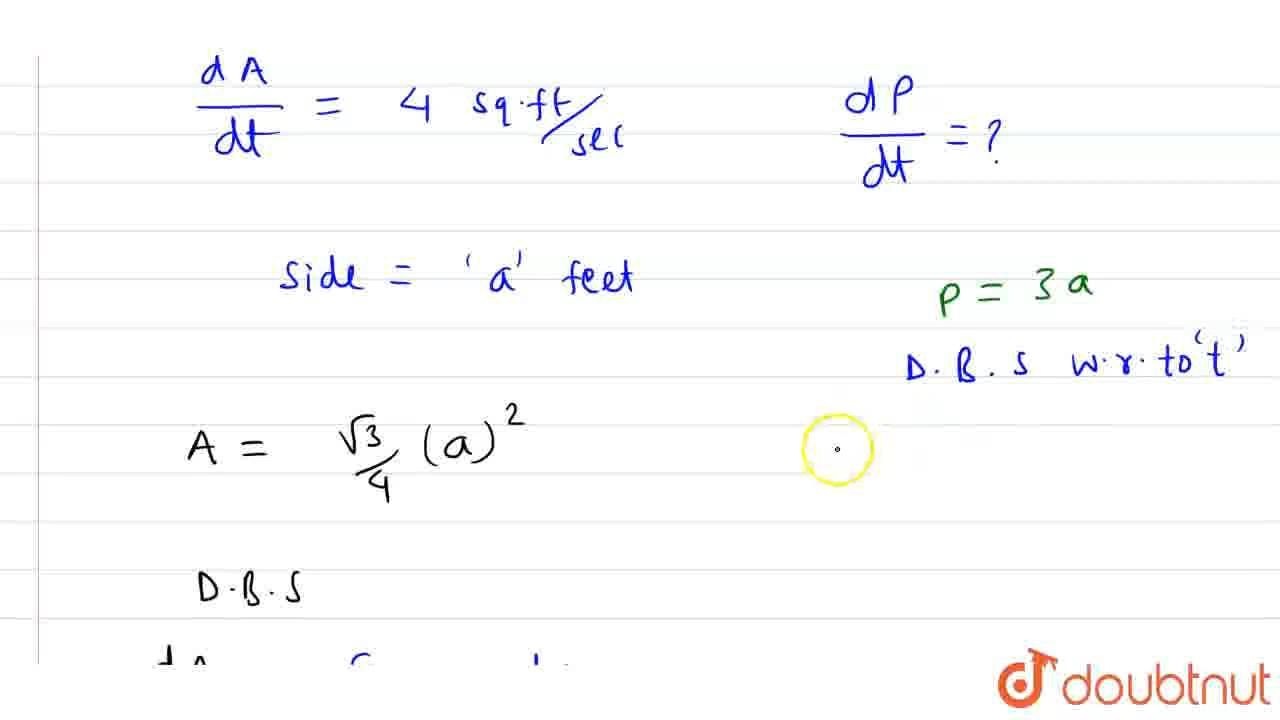 dA/dt = 4 sq.ft/sec
dP/dt = ?
side = 'a' feet
P = 3a
D.B.S w.r.to 't'
A = √3/4 (a)²
D.B.S
doubtnut